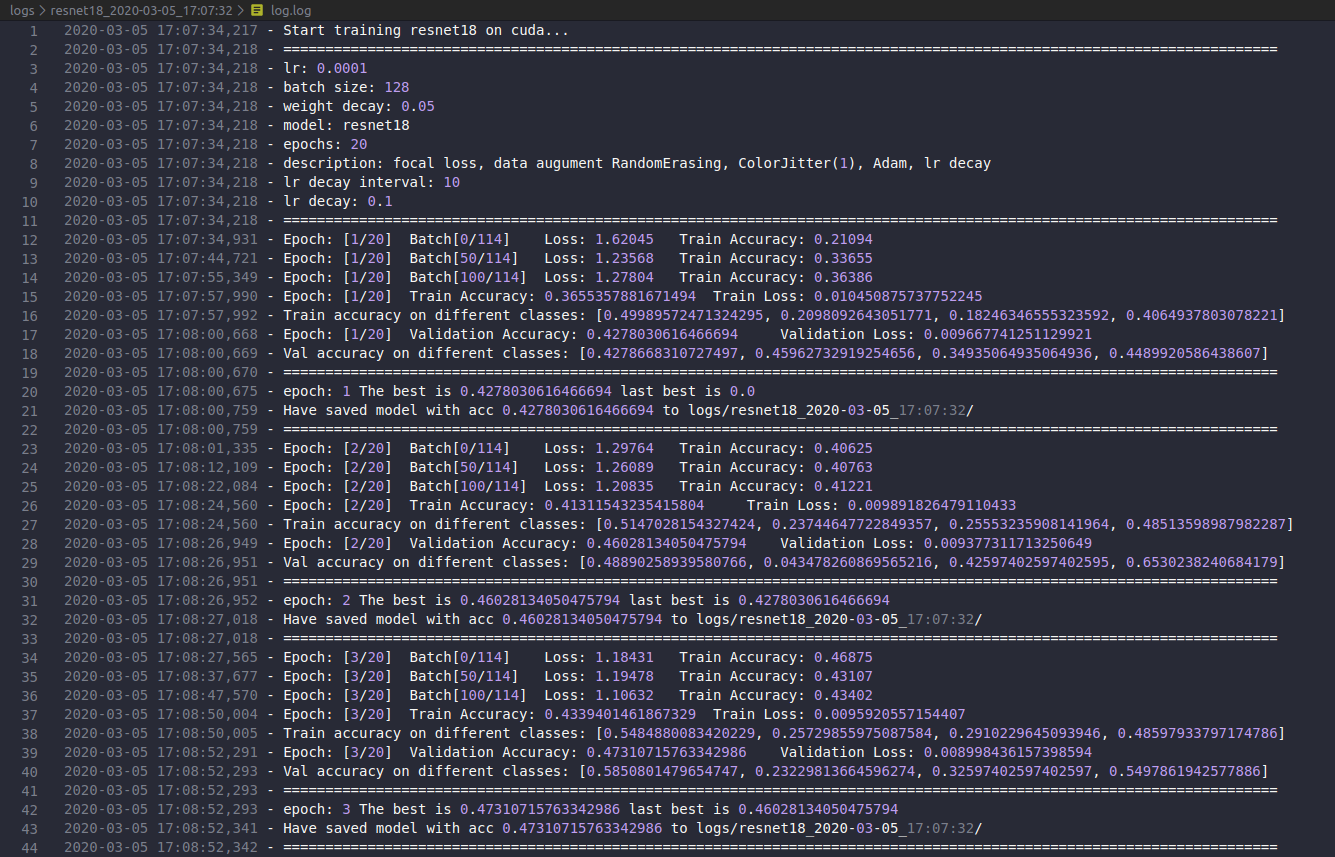 logs > resnet18_2020-03-05_17:07:32 > log.log
1 2020-03-05 17:07:34,217 - Start training resnet18 on cuda...
2 2020-03-05 17:07:34,218 - ======================================================================================================================
3 2020-03-05 17:07:34,218 - lr: 0.0001
4 2020-03-05 17:07:34,218 - batch size: 128
5 2020-03-05 17:07:34,218 - weight decay: 0.05
6 2020-03-05 17:07:34,218 - model: resnet18
7 2020-03-05 17:07:34,218 - epochs: 20
8 2020-03-05 17:07:34,218 - description: focal loss, data augument RandomErasing, ColorJitter(1), Adam, lr decay
9 2020-03-05 17:07:34,218 - lr decay interval: 10
10 2020-03-05 17:07:34,218 - lr decay: 0.1
11 2020-03-05 17:07:34,218 - ======================================================================================================================
12 2020-03-05 17:07:34,931 - Epoch: [1/20] Batch[0/114] Loss: 1.62045 Train Accuracy: 0.21094
13 2020-03-05 17:07:44,721 - Epoch: [1/20] Batch[50/114] Loss: 1.23568 Train Accuracy: 0.33655
14 2020-03-05 17:07:55,349 - Epoch: [1/20] Batch[100/114] Loss: 1.27804 Train Accuracy: 0.36386
15 2020-03-05 17:07:57,990 - Epoch: [1/20] Train Accuracy: 0.3655357881671494 Train Loss: 0.010450875737752245
16 2020-03-05 17:07:57,992 - Train accuracy on different classes: [0.49989572471324295, 0.2098092643051771, 0.18246346555323592, 0.4064937803078221]
17 2020-03-05 17:08:00,668 - Epoch: [1/20] Validation Accuracy: 0.4278030616466694 Validation Loss: 0.009667741251129921
18 2020-03-05 17:08:00,669 - Val accuracy on different classes: [0.4278668310727497, 0.45962732919254656, 0.34935064935064936, 0.4489920586438607]
19 2020-03-05 17:08:00,670 - ======================================================================================================================
20 2020-03-05 17:08:00,675 - epoch: 1 The best is 0.4278030616466694 last best is 0.0
21 2020-03-05 17:08:00,759 - Have saved model with acc 0.4278030616466694 to logs/resnet18_2020-03-05_17:07:32/
22 2020-03-05 17:08:00,759 - ======================================================================================================================
23 2020-03-05 17:08:01,335 - Epoch: [2/20] Batch[0/114] Loss: 1.29764 Train Accuracy: 0.40625
24 2020-03-05 17:08:12,109 - Epoch: [2/20] Batch[50/114] Loss: 1.26089 Train Accuracy: 0.40763
25 2020-03-05 17:08:22,084 - Epoch: [2/20] Batch[100/114] Loss: 1.20835 Train Accuracy: 0.41221
26 2020-03-05 17:08:24,560 - Epoch: [2/20] Train Accuracy: 0.41311543235415804 Train Loss: 0.009891826479110433
27 2020-03-05 17:08:24,560 - Train accuracy on different classes: [0.5147028154327424, 0.23744647722849357, 0.25553235908141964, 0.48513598987982287]
28 2020-03-05 17:08:26,949 - Epoch: [2/20] Validation Accuracy: 0.46028134050475794 Validation Loss: 0.009377311713250649
29 2020-03-05 17:08:26,951 - Val accuracy on different classes: [0.48890258939580766, 0.043478260869565216, 0.42597402597402595, 0.6530238240684179]
30 2020-03-05 17:08:26,951 - ======================================================================================================================
31 2020-03-05 17:08:26,952 - epoch: 2 The best is 0.46028134050475794 last best is 0.4278030616466694
32 2020-03-05 17:08:27,018 - Have saved model with acc 0.46028134050475794 to logs/resnet18_2020-03-05_17:07:32/
33 2020-03-05 17:08:27,018 - ======================================================================================================================
34 2020-03-05 17:08:27,565 - Epoch: [3/20] Batch[0/114] Loss: 1.18431 Train Accuracy: 0.46875
35 2020-03-05 17:08:37,677 - Epoch: [3/20] Batch[50/114] Loss: 1.19478 Train Accuracy: 0.43107
36 2020-03-05 17:08:47,570 - Epoch: [3/20] Batch[100/114] Loss: 1.10632 Train Accuracy: 0.43402
37 2020-03-05 17:08:50,004 - Epoch: [3/20] Train Accuracy: 0.4339401461867329 Train Loss: 0.0095920557154407
38 2020-03-05 17:08:50,005 - Train accuracy on different classes: [0.5484880083420229, 0.25729855975087584, 0.2910229645093946, 0.48597933797174786]
39 2020-03-05 17:08:52,291 - Epoch: [3/20] Validation Accuracy: 0.47310715763342986 Validation Loss: 0.008998436157398594
40 2020-03-05 17:08:52,293 - Val accuracy on different classes: [0.5850801479654747, 0.23229813664596274, 0.32597402597402597, 0.5497861942577886]
41 2020-03-05 17:08:52,293 - ======================================================================================================================
42 2020-03-05 17:08:52,293 - epoch: 3 The best is 0.47310715763342986 last best is 0.46028134050475794
43 2020-03-05 17:08:52,341 - Have saved model with acc 0.47310715763342986 to logs/resnet18_2020-03-05_17:07:32/
44 2020-03-05 17:08:52,342 - ======================================================================================================================